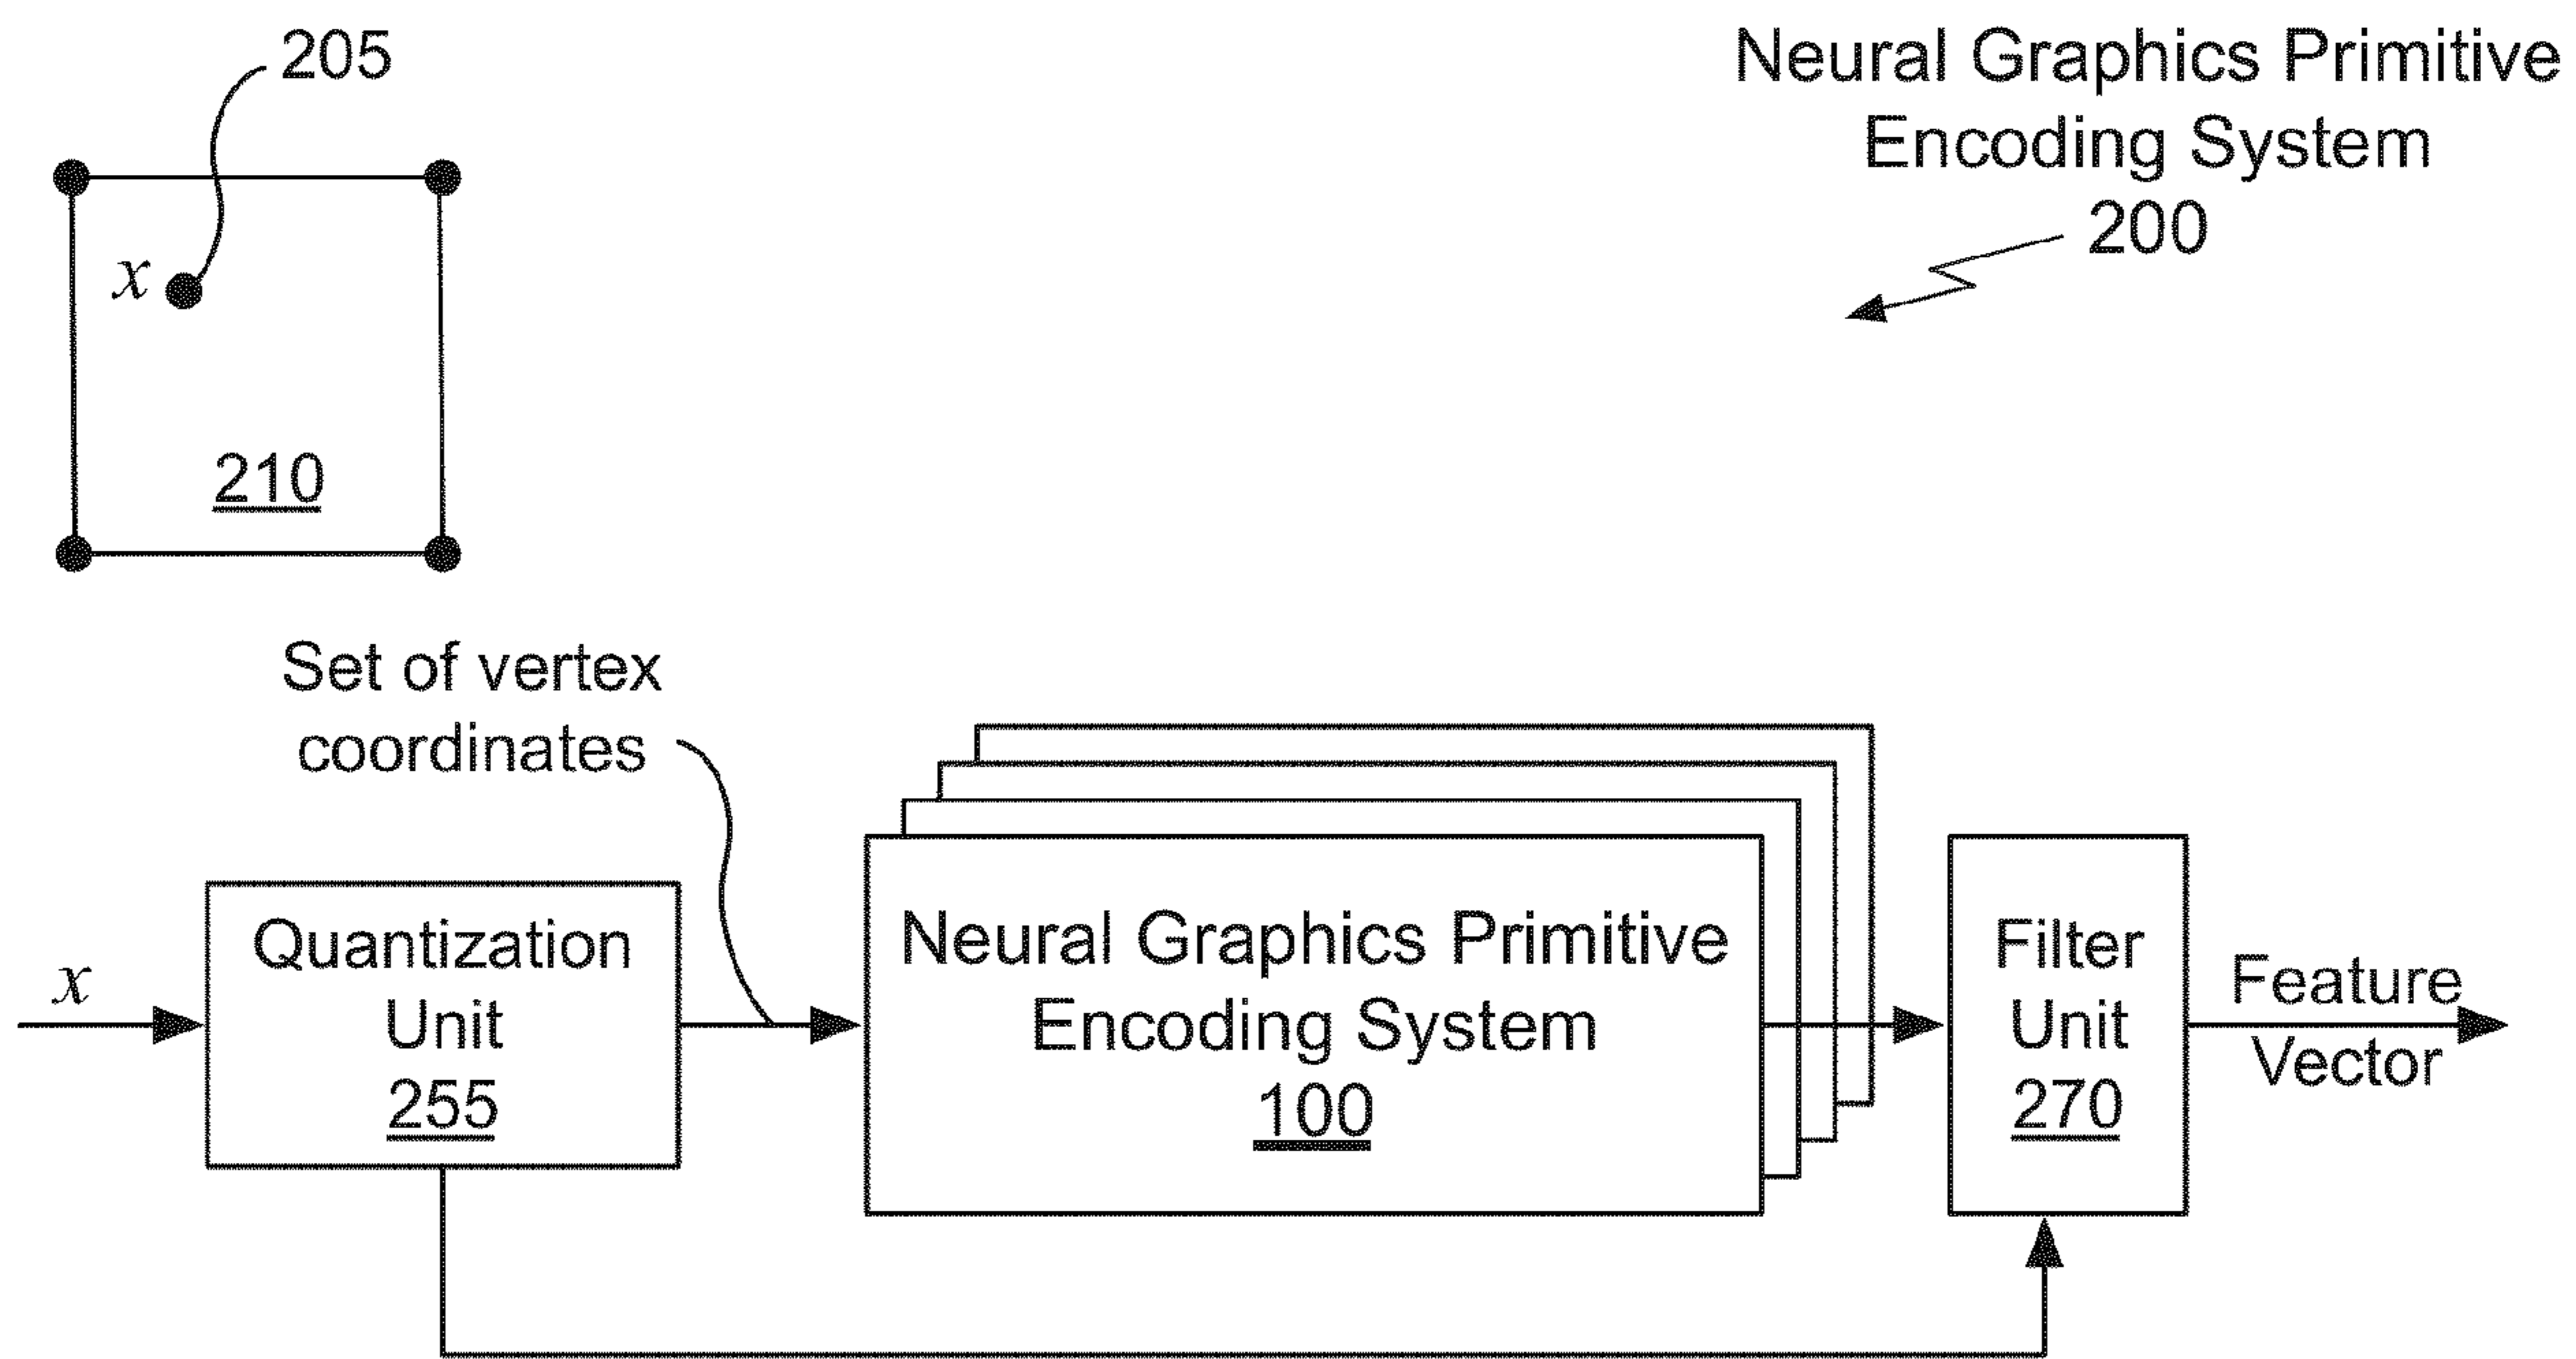 205
Neural Graphics Primitive
Encoding System
200
x
210
Set of vertex
coordinates
x
Quantization
Unit
255
Neural Graphics Primitive
Encoding System
100
Filter
Unit
270
Feature
Vector